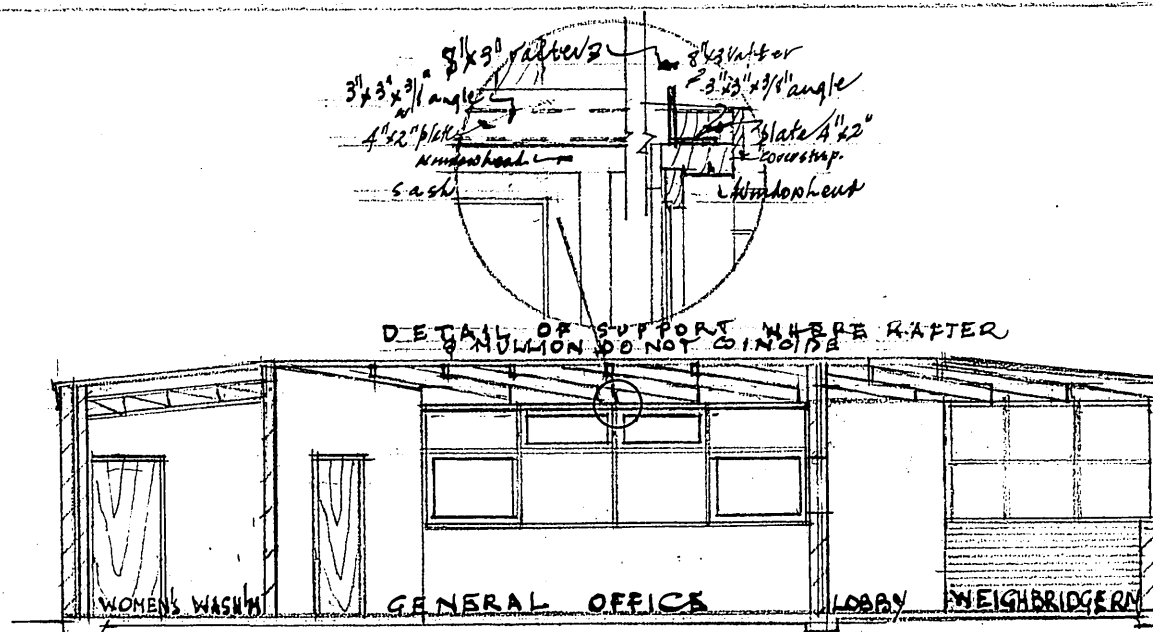 8"x3" rafters
8"x3 rafter
3"x3"x3/8" angle
3"x3"x3/8" angle
4"x2" plate
plate 4"x2"
windowhead
coverstrip.
sash
windowhead
DETAIL OF SUPPORT WHERE RAFTER
& MULLION DO NOT COINCIDE
WOMEN'S WASH'M
GENERAL OFFICE
LOBBY
WEIGHBRIDGE RM